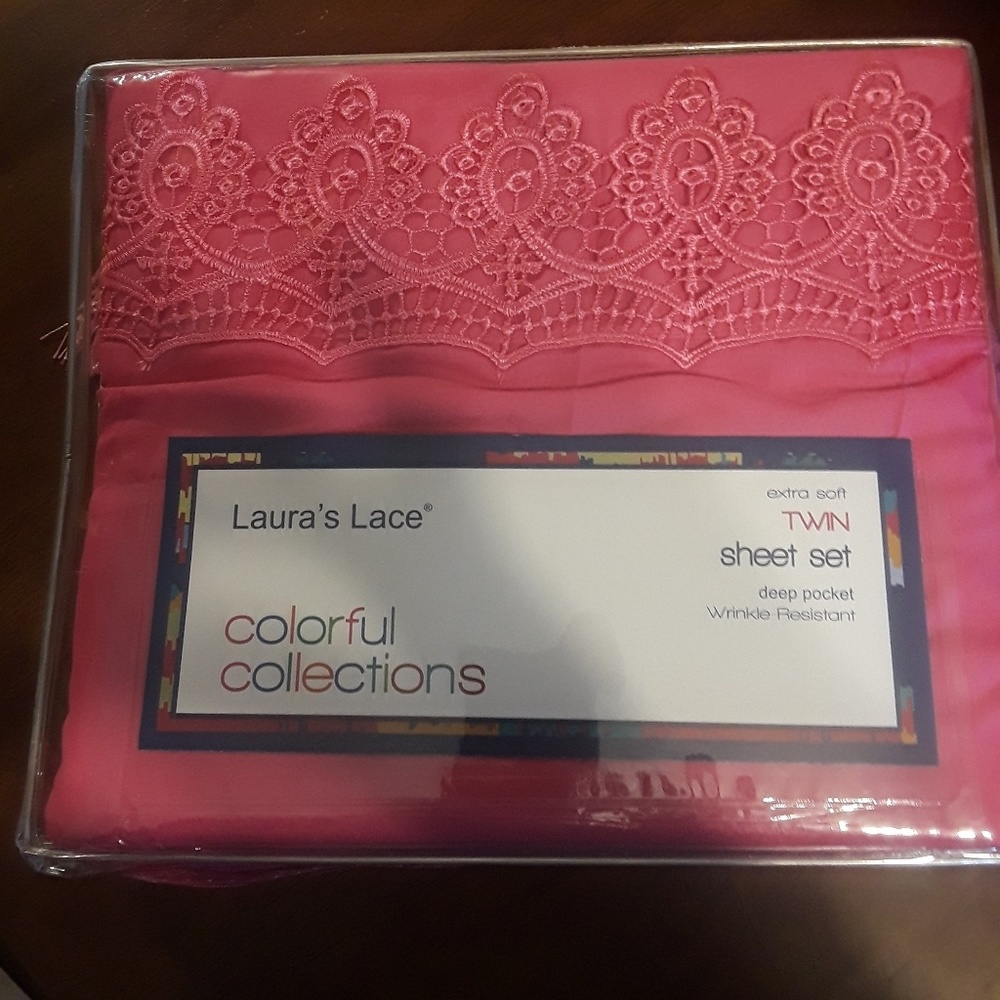 Laura's Lace®
colorful
collections
extra soft
TWIN
sheet set
deep pocket
Wrinkle Resistant